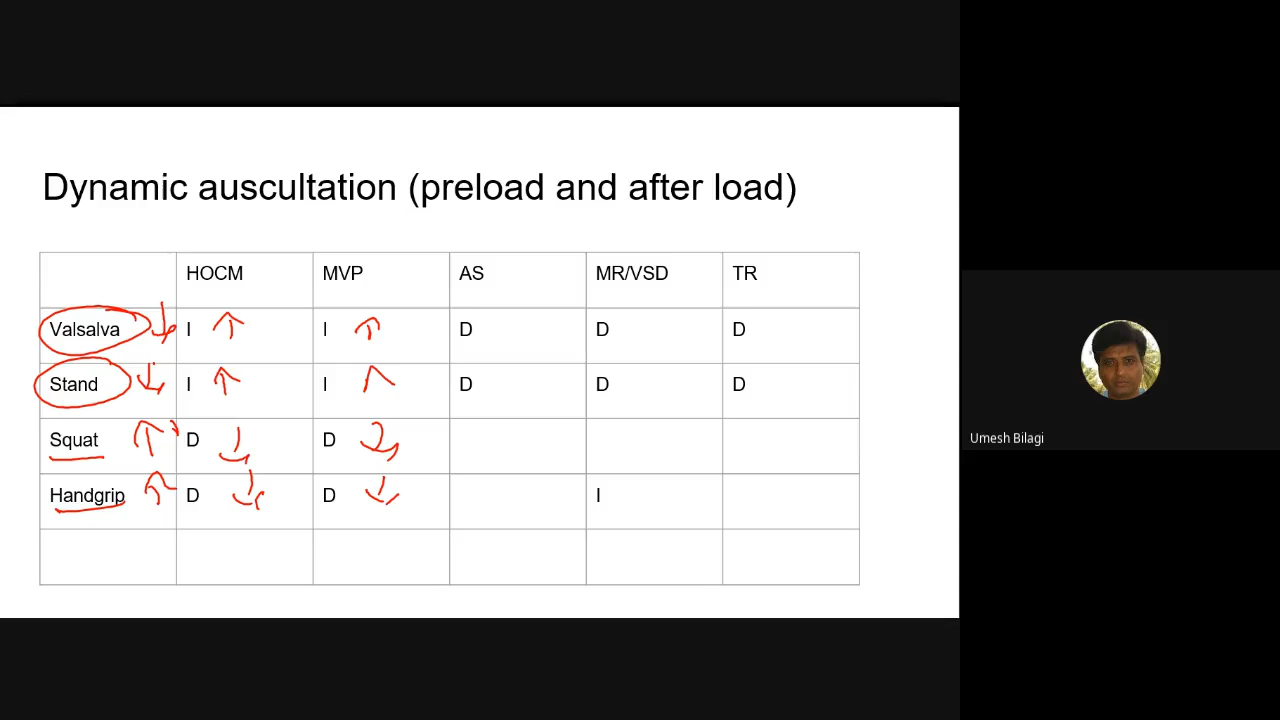 Dynamic auscultation (preload and after load)
HOCM MVP AS MR/VSD TR
Valsalva ↓ I ↑ I ↑ D D D
Stand ↓ I ↑ I ↑ D D D
Squat ↑ D ↓ D ↓
Handgrip ↑ D ↓ D ↓ I
Umesh Bilagi